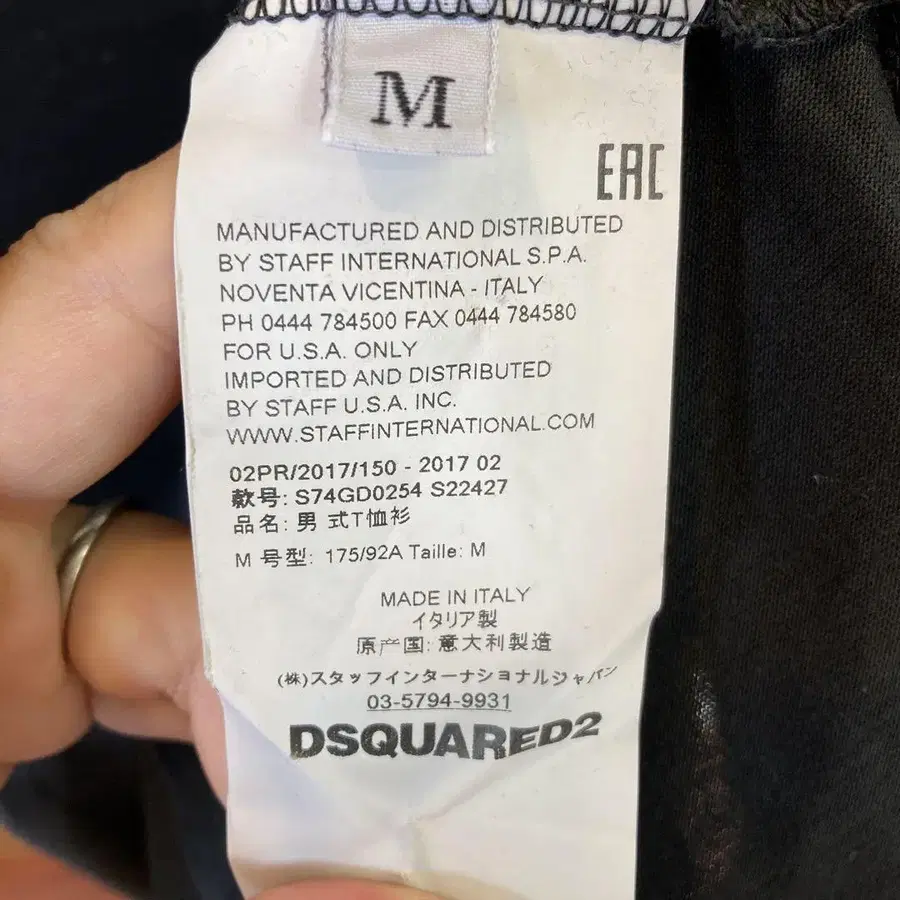 M
EAC
MANUFACTURED AND DISTRIBUTED
BY STAFF INTERNATIONAL S.P.A.
NOVENTA VICENTINA - ITALY
PH 0444 784500 FAX 0444 784580
FOR U.S.A. ONLY
IMPORTED AND DISTRIBUTED
BY STAFF U.S.A. INC.
WWW.STAFFINTERNATIONAL.COM
02PR/2017/150 - 2017 02
款号: S74GD0254 S22427
品名: 男 式T恤衫
M 号型: 175/92A Taille: M
MADE IN ITALY
イタリア製
原产国: 意大利製造
(株)スタッフインターナショナルジャパン
03-5794-9931
DSQUARED2